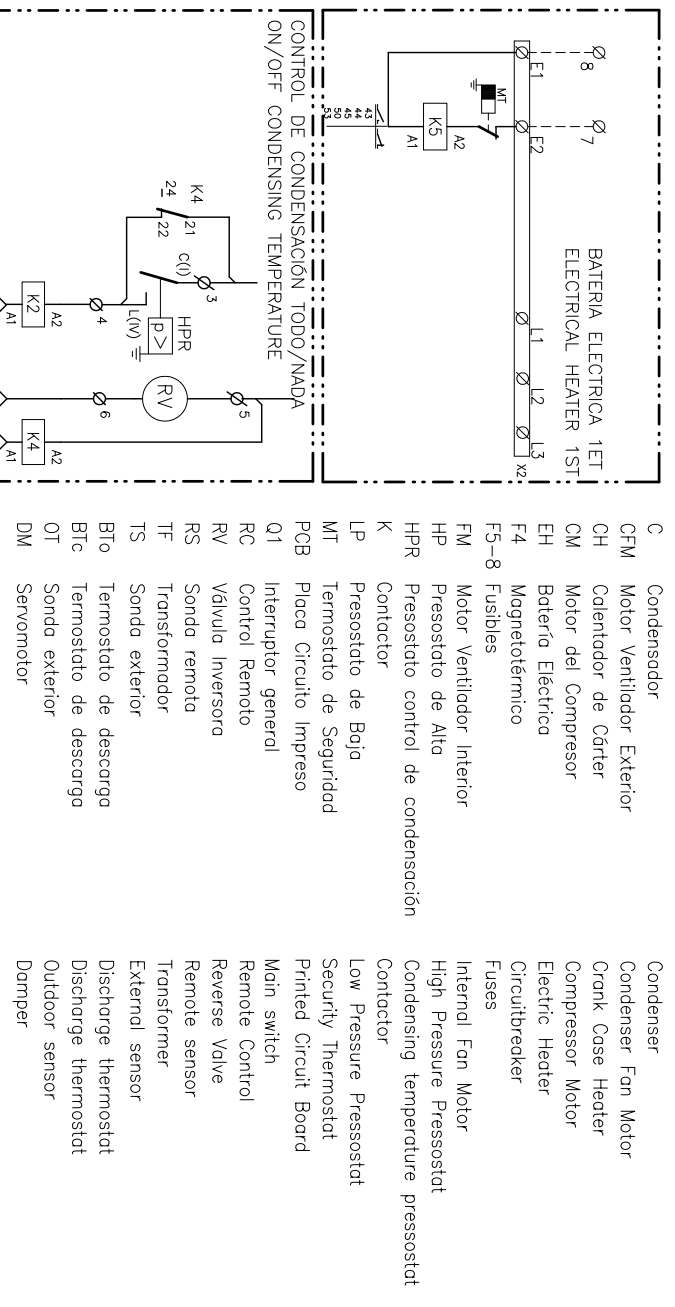 BATERIA ELECTRICA 1ET
ELECTRICAL HEATER 1ST
8
7
E1
E2
L1
L2
L3
X2
MT
K5
A2
A1
43
44
45
50
53
CONTROL DE CONDENSACIÓN TODO/NADA
ON/OFF CONDENSING TEMPERATURE
K4
24
21
22
C(I)
3
L(IV)
HPR
p >
4
K2
A2
A1
5
RV
6
K4
A2
A1
C Condensador Condenser
CFM Motor Ventilador Exterior Condenser Fan Motor
CH Calentador de Cárter Crank Case Heater
CM Motor del Compresor Compressor Motor
EH Batería Eléctrica Electric Heater
F4 Magnetotérmico Circuitbreaker
F5-8 Fusibles Fuses
FM Motor Ventilador Interior Internal Fan Motor
HP Presostato de Alta High Pressure Pressostat
HPR Presostato control de condensación Condensing temperature pressostat
K Contactor Contactor
LP Presostato de Baja Low Pressure Pressostat
MT Termostato de Seguridad Security Thermostat
PCB Placa Circuito Impreso Printed Circuit Board
Q1 Interruptor general Main switch
RC Control Remoto Remote Control
RV Válvula Inversora Reverse Valve
RS Sonda remota Remote sensor
TF Transformador Transformer
TS Sonda exterior External sensor
BTo Termostato de descarga Discharge thermostat
BTc Termostato de descarga Discharge thermostat
OT Sonda exterior Outdoor sensor
DM Servomotor Damper